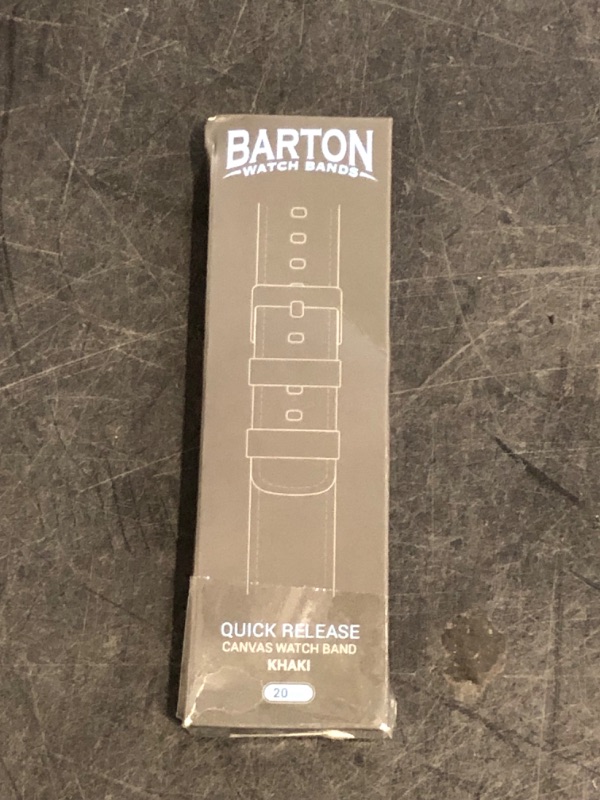 BARTON
WATCH BANDS
QUICK RELEASE
CANVAS WATCH BAND
KHAKI
20